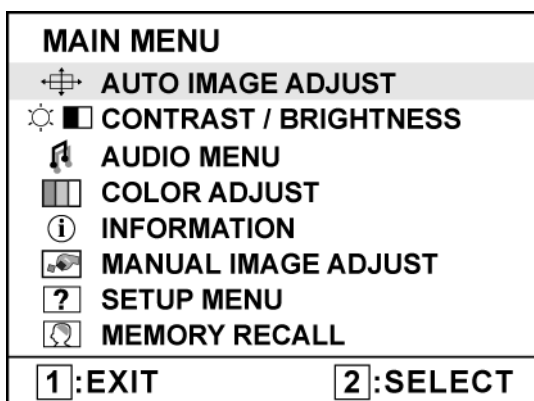 MAIN MENU
AUTO IMAGE ADJUST
CONTRAST / BRIGHTNESS
AUDIO MENU
COLOR ADJUST
i INFORMATION
MANUAL IMAGE ADJUST
? SETUP MENU
MEMORY RECALL
1:EXIT 2:SELECT